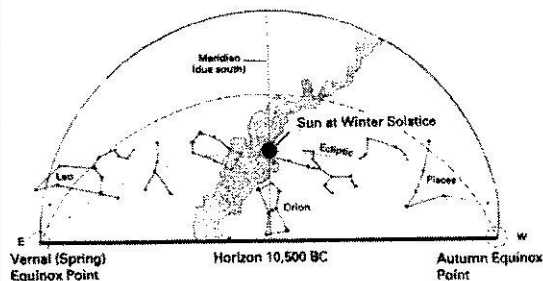 Meridian
(due south)
Sun at Winter Solstice
Ecliptic
Leo
Pisces
Orion
E
W
Vernal (Spring)
Equinox Point
Horizon 10,500 BC
Autumn Equinox
Point